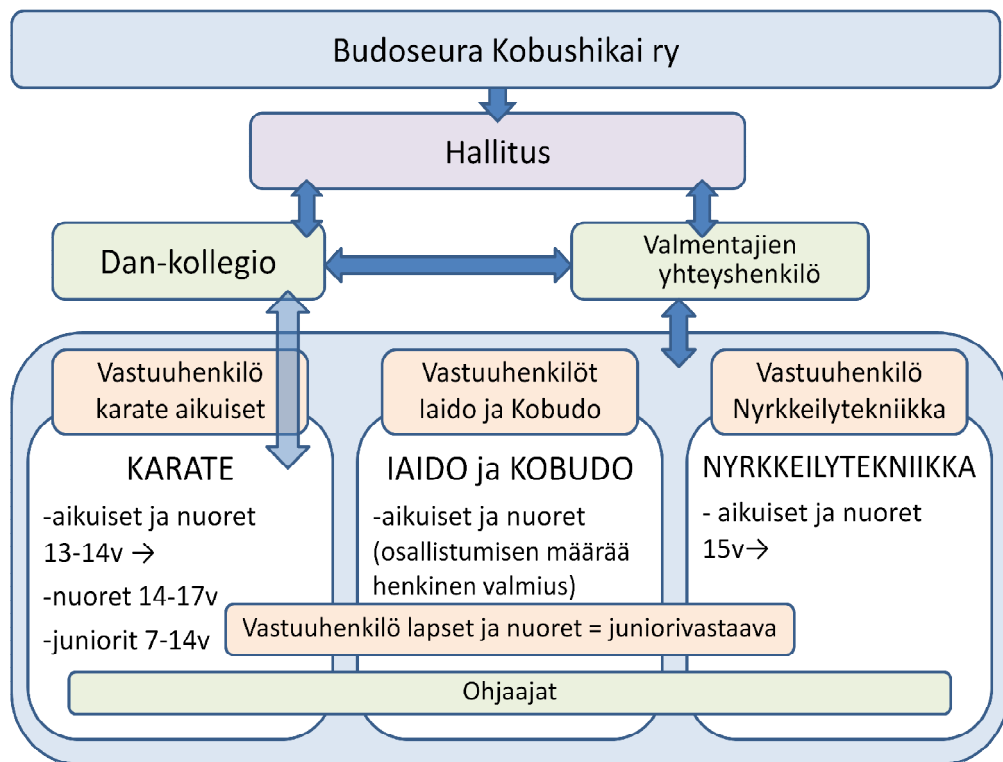 Budoseura Kobushikai ry
Hallitus
Dan-kollegio
Valmentajien
yhteyshenkilö
Vastuuhenkilö
karate aikuiset
KARATE
-aikuiset ja nuoret
13-14v →
-nuoret 14-17v
-juniorit 7-14v
Vastuuhenkilöt
Iaido ja Kobudo
IAIDO ja KOBUDO
-aikuiset ja nuoret
(osallistumisen määrää
henkinen valmius)
Vastuuhenkilö
Nyrkkeilytekniikka
NYRKKEILYTEKNIIKKA
- aikuiset ja nuoret
15v→
Vastuuhenkilö lapset ja nuoret = juniorivastaava
Ohjaajat